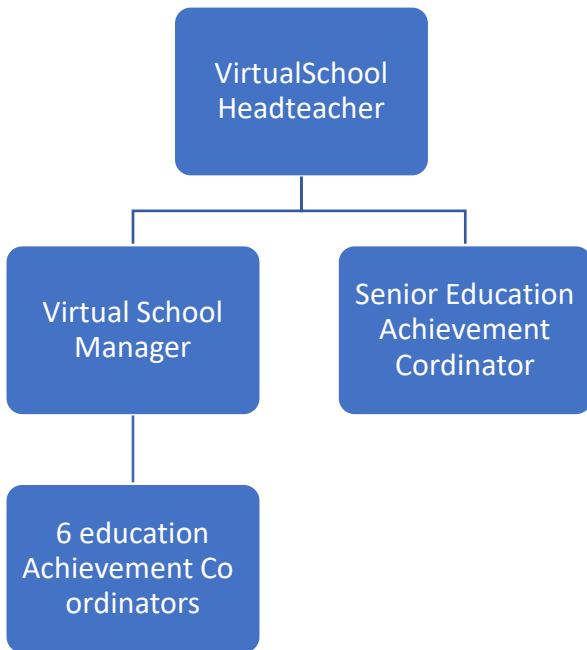 VirtualSchool
Headteacher
Virtual School
Manager
Senior Education
Achievement
Cordinator
6 education
Achievement Co
ordinators